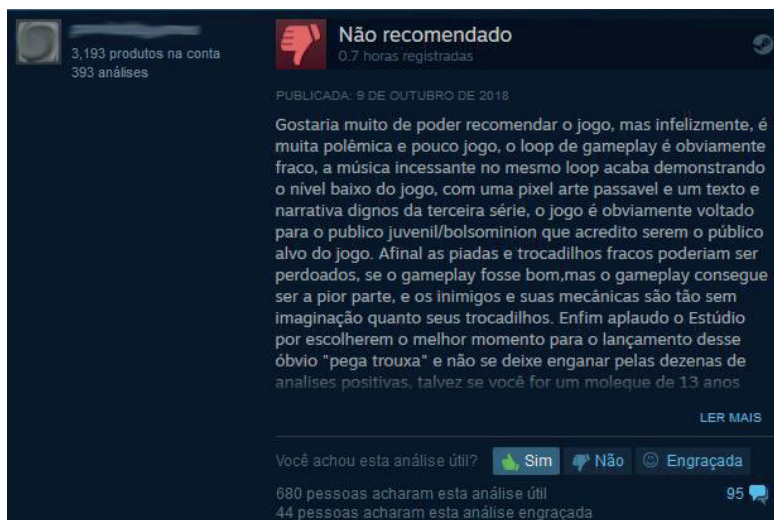 3,193 produtos na conta
393 análises
Não recomendado
0.7 horas registradas
PUBLICADA: 9 DE OUTUBRO DE 2018
Gostaria muito de poder recomendar o jogo, mas infelizmente, é
muita polêmica e pouco jogo, o loop de gameplay é obviamente
fraco, a música incessante no mesmo loop acaba demonstrando
o nível baixo do jogo, com uma pixel arte passavel e um texto e
narrativa dignos da terceira série, o jogo é obviamente voltado
para o publico juvenil/bolsominion que acredito serem o público
alvo do jogo. Afinal as piadas e trocadilhos fracos poderiam ser
perdoados, se o gameplay fosse bom,mas o gameplay consegue
ser a pior parte, e os inimigos e suas mecânicas são tão sem
imaginação quanto seus trocadilhos. Enfim aplaudo o Estúdio
por escolherem o melhor momento para o lançamento desse
óbvio "pega trouxa" e não se deixe enganar pelas dezenas de
analises positivas, talvez se você for um moleque de 13 anos
LER MAIS
Você achou esta análise útil? Sim Não Engraçada
680 pessoas acharam esta análise útil 95
44 pessoas acharam esta análise engraçada